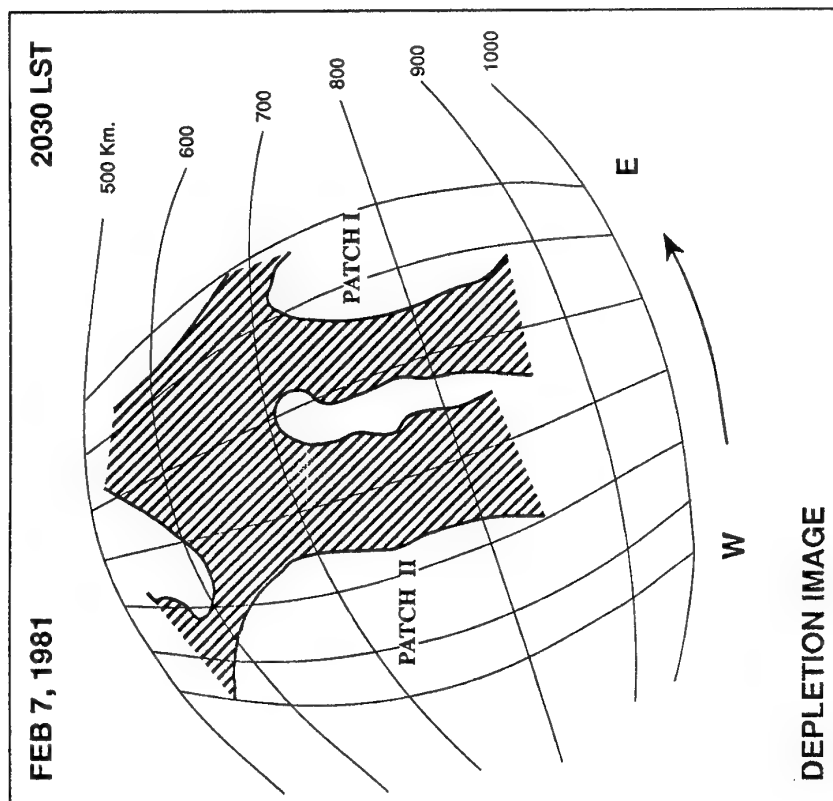 FEB 7, 1981
2030 LST
500 Km.
600
700
800
900
1000
PATCH I
PATCH II
E
W
DEPLETION IMAGE